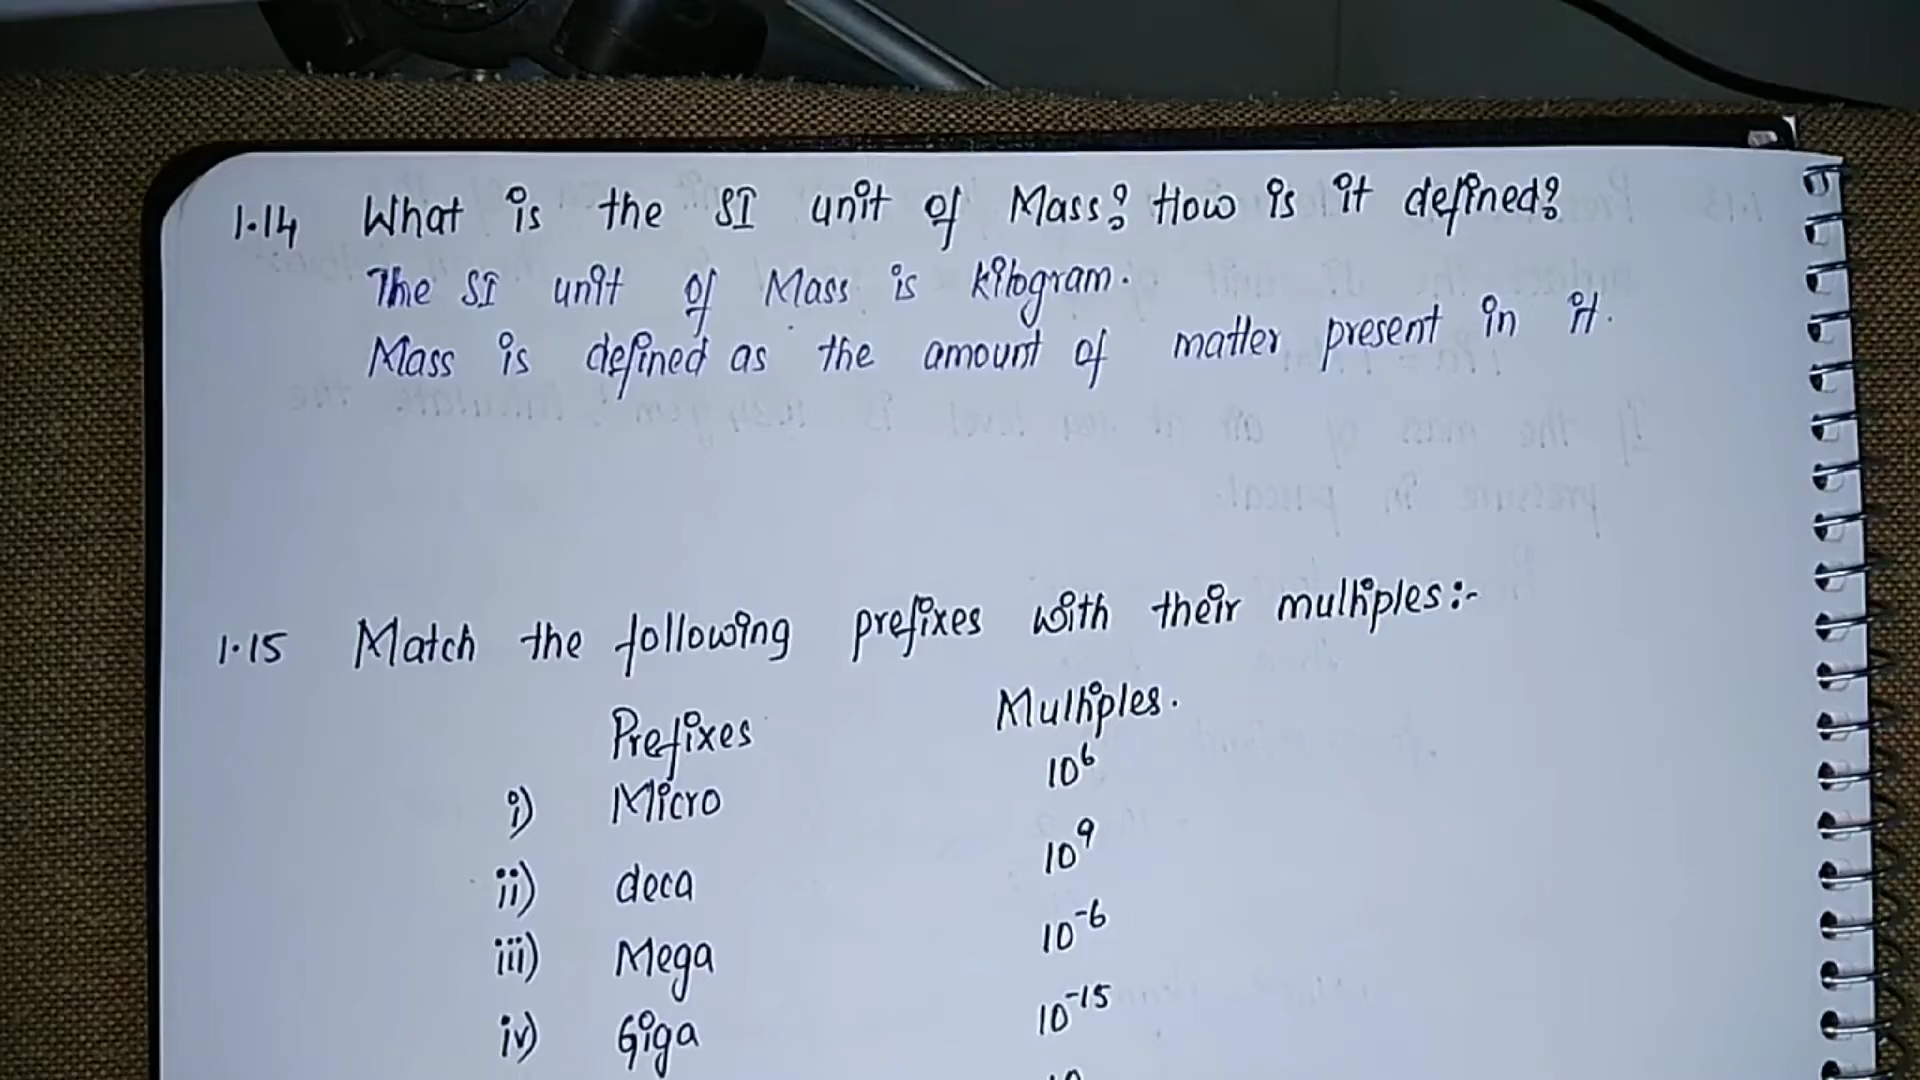 1.14 What is the SI unit of Mass? How is it defined?
The SI unit of Mass is kilogram.
Mass is defined as the amount of matter present in it.
1.15 Match the following prefixes with their multiples:-
Prefixes Multiples.
i) Micro 10⁶
ii) deca 10⁹
iii) Mega 10⁻⁶
iv) Giga 10⁻¹⁵
10